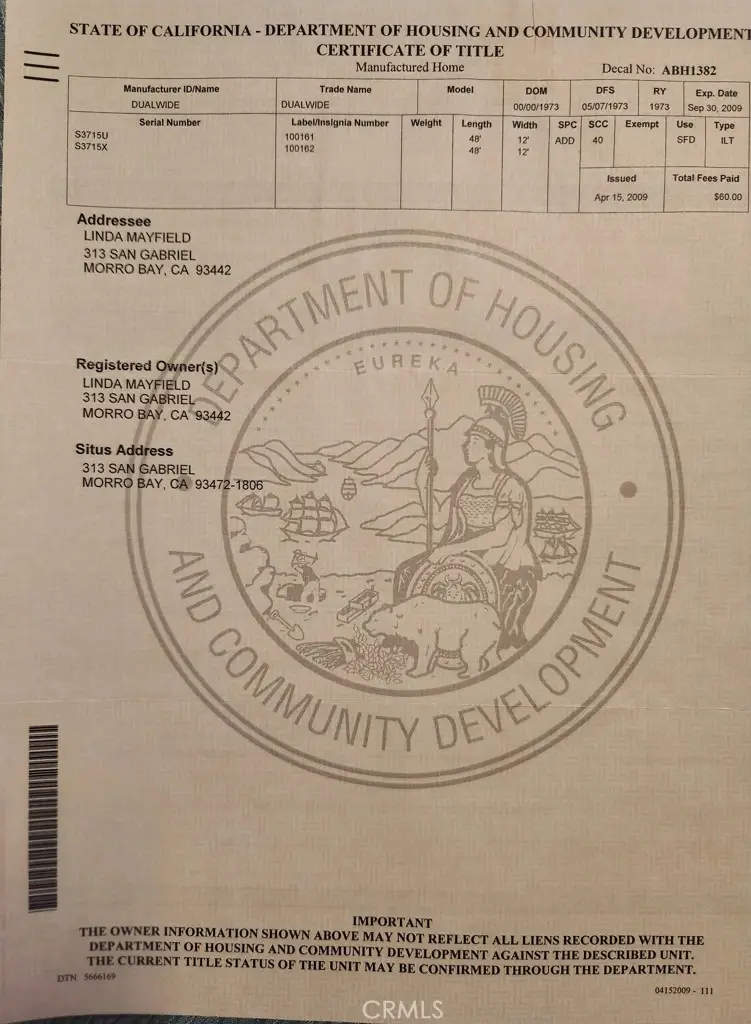 STATE OF CALIFORNIA - DEPARTMENT OF HOUSING AND COMMUNITY DEVELOPMENT
CERTIFICATE OF TITLE
Manufactured Home
Decal No: ABH1382
Manufacturer ID/Name Trade Name Model DOM DFS RY Exp. Date
DUALWIDE DUALWIDE 00/00/1973 05/07/1973 1973 Sep 30, 2009
Serial Number Label/Insignia Number Weight Length Width SPC SCC Exempt Use Type
S3715U 100161 48' 12' ADD 40 SFD ILT
S3715X 100162 48' 12'
Issued Total Fees Paid
Apr 15, 2009 $60.00
Addressee
LINDA MAYFIELD
313 SAN GABRIEL
MORRO BAY, CA 93442
Registered Owner(s)
LINDA MAYFIELD
313 SAN GABRIEL
MORRO BAY, CA 93442
Situs Address
313 SAN GABRIEL
MORRO BAY, CA 93472-1806
DEPARTMENT OF HOUSING
EUREKA
AND COMMUNITY DEVELOPMENT
IMPORTANT
THE OWNER INFORMATION SHOWN ABOVE MAY NOT REFLECT ALL LIENS RECORDED WITH THE
DEPARTMENT OF HOUSING AND COMMUNITY DEVELOPMENT AGAINST THE DESCRIBED UNIT.
THE CURRENT TITLE STATUS OF THE UNIT MAY BE CONFIRMED THROUGH THE DEPARTMENT.
DTN: 5666169
04152009 - 111
CRMLS